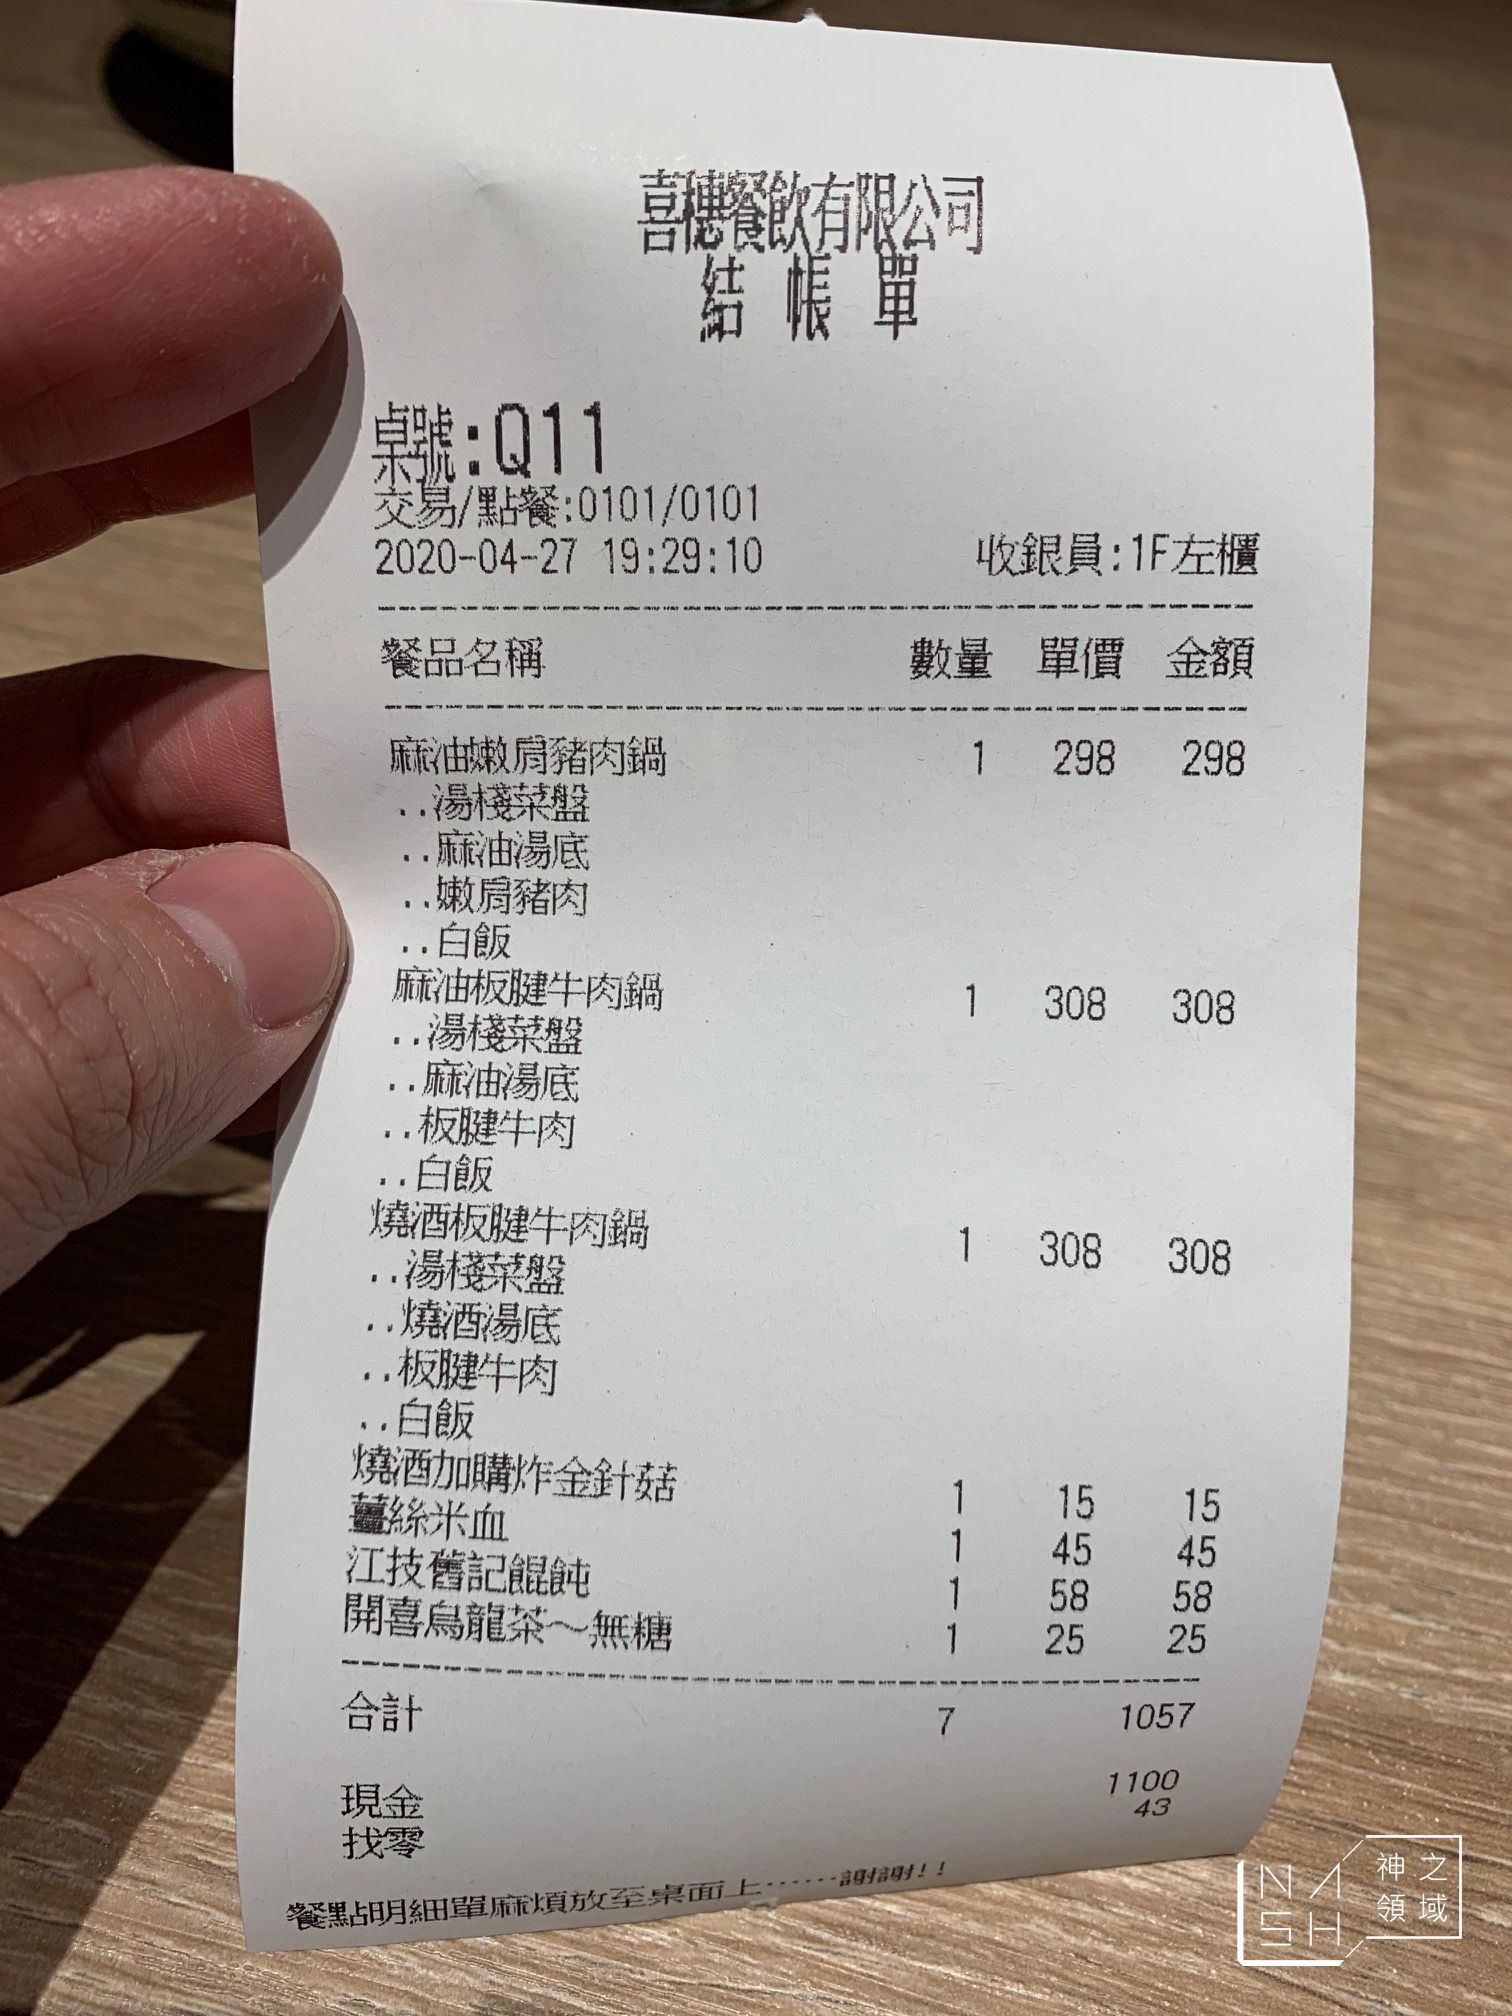 喜穗餐飲有限公司
結帳單
桌號:Q11
交易/點餐:0101/0101
2020-04-27 19:29:10 收銀員:1F左櫃
餐品名稱 數量 單價 金額
麻油嫩肩豬肉鍋 1 298 298
..湯棧菜盤
..麻油湯底
..嫩肩豬肉
..白飯
麻油板腱牛肉鍋 1 308 308
..湯棧菜盤
..麻油湯底
..板腱牛肉
..白飯
燒酒板腱牛肉鍋 1 308 308
..湯棧菜盤
..燒酒湯底
..板腱牛肉
..白飯
燒酒加購炸金針菇 1 15 15
薑絲米血 1 45 45
江技舊記餛飩 1 58 58
開喜烏龍茶~無糖 1 25 25
合計 7 1057
現金 1100
找零 43
餐點明細單麻煩放至桌面上......謝謝!!
NASH 神之領域